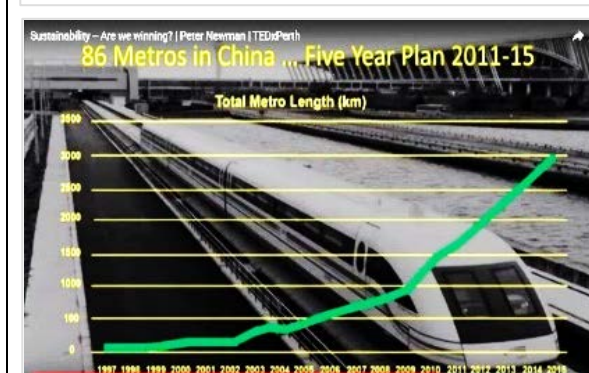 Sustainability – Are we winning? | Peter Newman | TEDxPerth
86 Metros in China ... Five Year Plan 2011-15
Total Metro Length (km)
3500
3000
2500
2000
1500
1000
100
0
1997 1998 1999 2000 2001 2002 2003 2004 2005 2006 2007 2008 2009 2010 2011 2012 2013 2014 2015